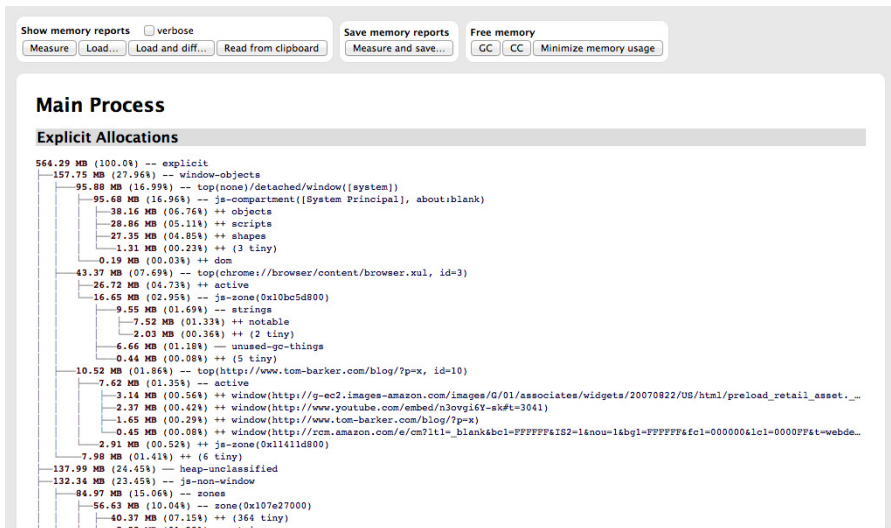 Show memory reports verbose
Measure Load... Load and diff... Read from clipboard
Save memory reports
Measure and save...
Free memory
GC CC Minimize memory usage
Main Process
Explicit Allocations
564.29 MB (100.0%) -- explicit
157.75 MB (27.96%) -- window-objects
95.88 MB (16.99%) -- top(none)/detached/window([system])
95.68 MB (16.96%) -- js-compartment([System Principal], about:blank)
38.16 MB (06.76%) ++ objects
28.86 MB (05.11%) ++ scripts
27.35 MB (04.85%) ++ shapes
1.31 MB (00.23%) ++ (3 tiny)
0.19 MB (00.03%) ++ dom
43.37 MB (07.69%) -- top(chrome://browser/content/browser.xul, id=3)
26.72 MB (04.73%) ++ active
16.65 MB (02.95%) -- js-zone(0x10bc5d800)
9.55 MB (01.69%) -- strings
7.52 MB (01.33%) ++ notable
2.03 MB (00.36%) ++ (2 tiny)
6.66 MB (01.18%) — unused-gc-things
0.44 MB (00.08%) ++ (5 tiny)
10.52 MB (01.86%) -- top(http://www.tom-barker.com/blog/?p=x, id=10)
7.62 MB (01.35%) -- active
3.14 MB (00.56%) ++ window(http://g-ec2.images-amazon.com/images/G/01/associates/widgets/20070822/US/html/preload_retail_asset._…
2.37 MB (00.42%) ++ window(http://www.youtube.com/embed/n3ovgi6Y-sk#t=3041)
1.65 MB (00.29%) ++ window(http://www.tom-barker.com/blog/?p=x)
0.45 MB (00.08%) ++ window(http://rcm.amazon.com/e/cm?lt1=_blank&bc1=FFFFFF&IS2=1&nou=1&bg1=FFFFFF&fc1=000000&lc1=0000FF&t=webde…
2.91 MB (00.52%) ++ js-zone(0x11411d800)
7.98 MB (01.41%) ++ (6 tiny)
137.99 MB (24.45%) — heap-unclassified
132.34 MB (23.45%) -- js-non-window
84.97 MB (15.06%) -- zones
56.63 MB (10.04%) -- zone(0x107e27000)
40.37 MB (07.15%) ++ (364 tiny)